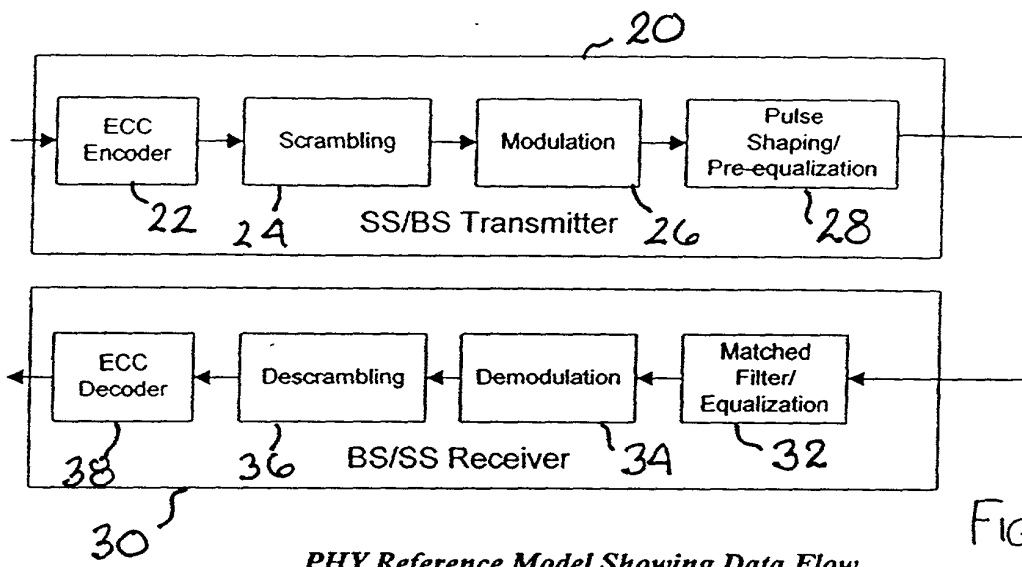 20
ECC
Encoder
Scrambling
Modulation
Pulse
Shaping/
Pre-equalization
22
24
SS/BS Transmitter
26
28
ECC
Decoder
Descrambling
Demodulation
Matched
Filter/
Equalization
38
36
BS/SS Receiver
34
32
30
PHY Reference Model Showing Data Flow